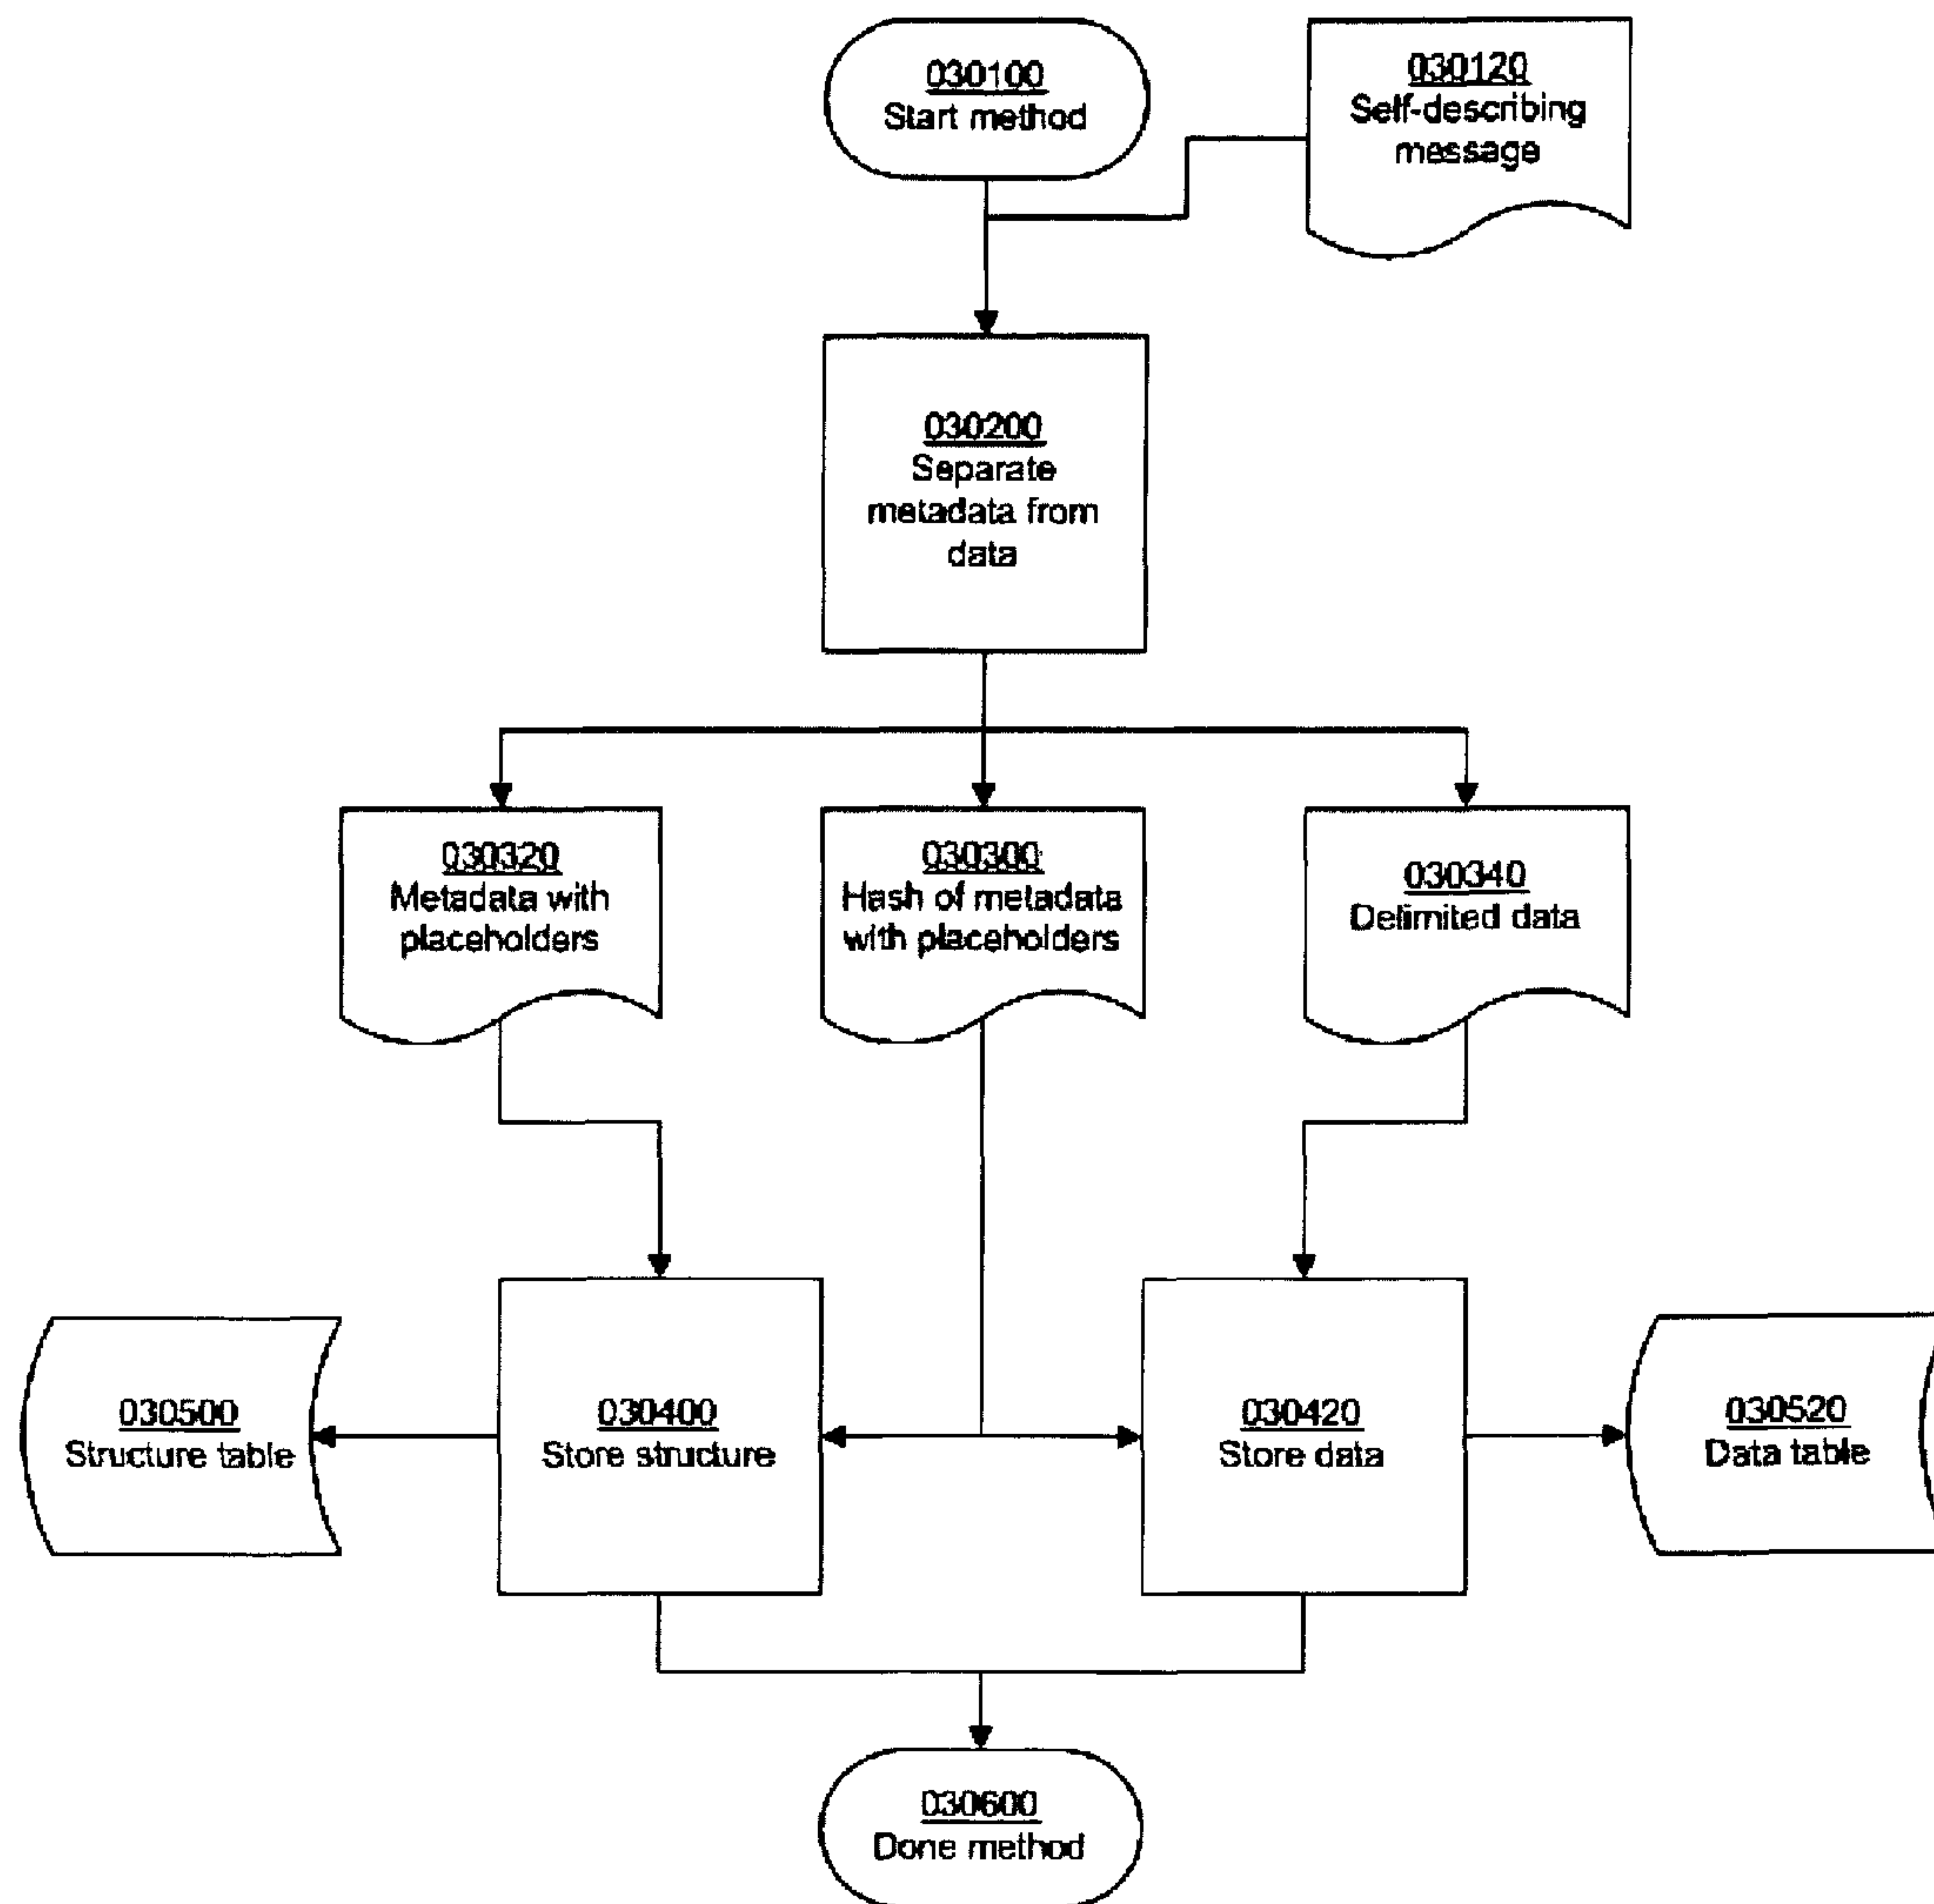 030100
Start method
030120
Self-describing
message
030200
Separate
metadata from
data
030320
Metadata with
placeholders
030300
Hash of metadata
with placeholders
030340
Delimited data
030500
Structure table
030400
Store structure
030420
Store data
030520
Data table
030600
Done method